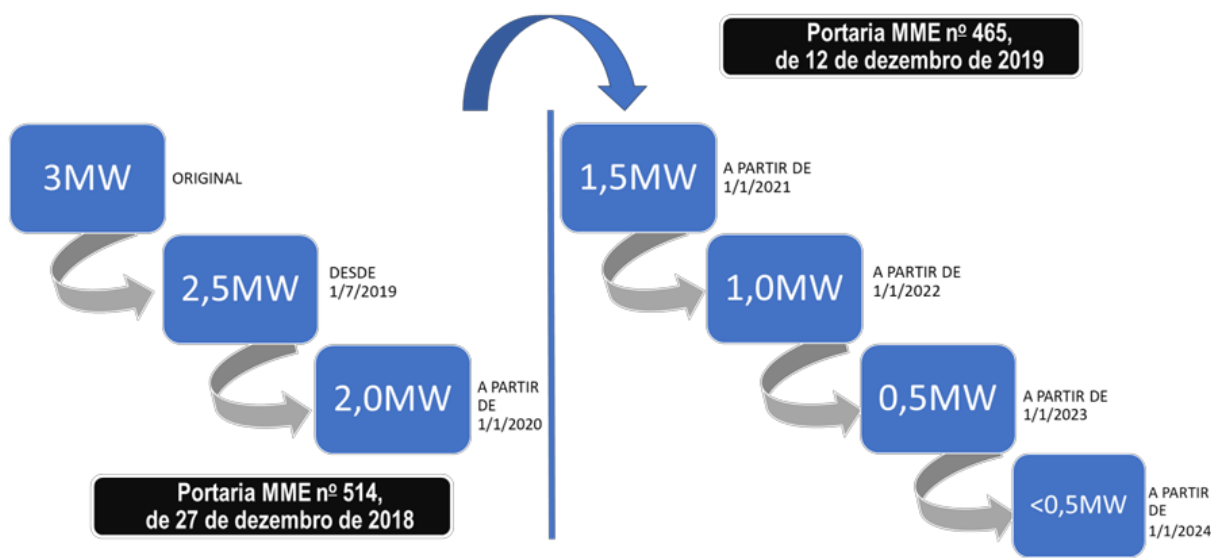 Portaria MME nº 465,
de 12 de dezembro de 2019
3MW
ORIGINAL
2,5MW
DESDE
1/7/2019
2,0MW
A PARTIR
DE
1/1/2020
Portaria MME nº 514,
de 27 de dezembro de 2018
1,5MW
A PARTIR DE
1/1/2021
1,0MW
A PARTIR DE
1/1/2022
0,5MW
A PARTIR DE
1/1/2023
<0,5MW
A PARTIR
DE
1/1/2024